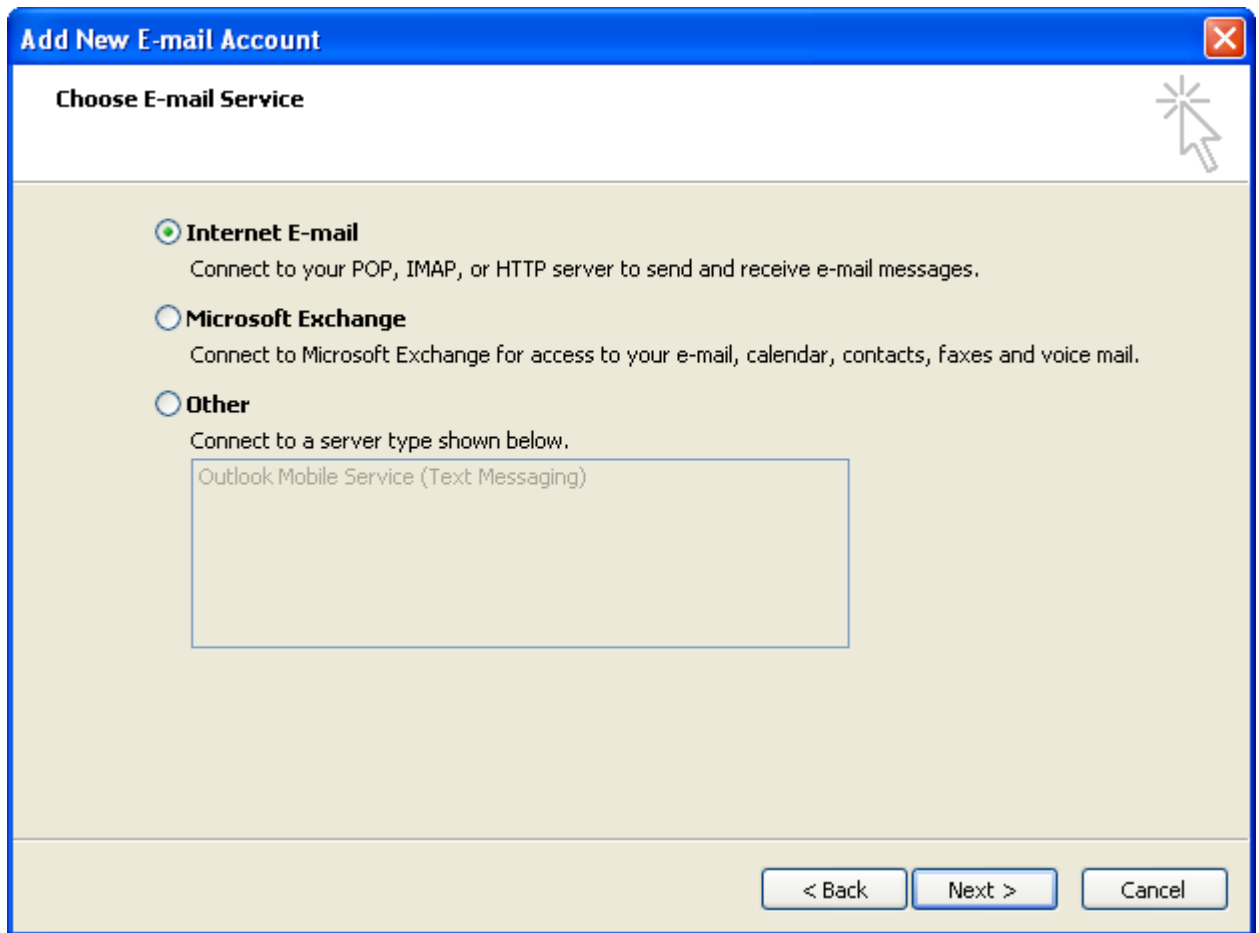 Add New E-mail Account
Choose E-mail Service
Internet E-mail
Connect to your POP, IMAP, or HTTP server to send and receive e-mail messages.
Microsoft Exchange
Connect to Microsoft Exchange for access to your e-mail, calendar, contacts, faxes and voice mail.
Other
Connect to a server type shown below.
Outlook Mobile Service (Text Messaging)
< Back Next > Cancel